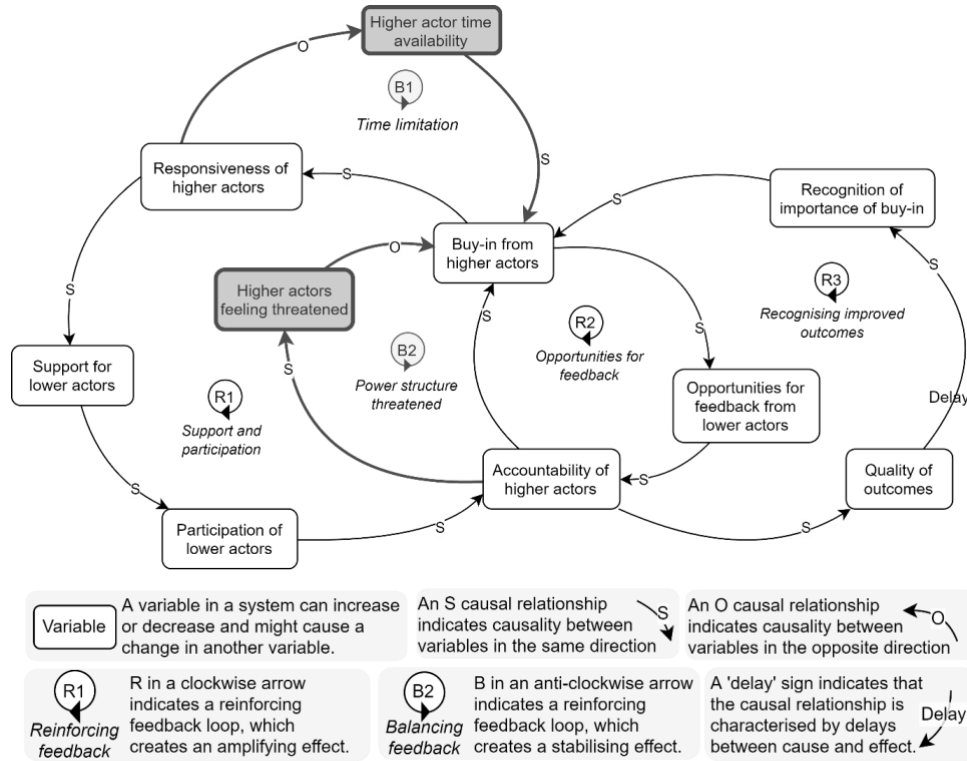 Higher actor time
availability
O
B1
Time limitation
S
Responsiveness of
higher actors
S
Recognition of
importance of buy-in
S
Buy-in from
higher actors
O
S
Higher actors
feeling threatened
R3
Recognising improved
outcomes
S
S
R2
Opportunities for
feedback
S
B2
Power structure
threatened
S
Support for
lower actors
R1
Support and
participation
Opportunities for
feedback from
lower actors
Delay
Accountability of
higher actors
S
Quality of
outcomes
S
Participation of
lower actors
S
S
Variable
A variable in a system can increase
or decrease and might cause a
change in another variable.
An S causal relationship
indicates causality between
variables in the same direction
S
An O causal relationship
indicates causality between
variables in the opposite direction
O
R1
Reinforcing
feedback
R in a clockwise arrow
indicates a reinforcing
feedback loop, which
creates an amplifying effect.
B2
Balancing
feedback
B in an anti-clockwise arrow
indicates a reinforcing
feedback loop, which
creates a stabilising effect.
A 'delay' sign indicates that
the causal relationship is
characterised by delays
between cause and effect.
Delay